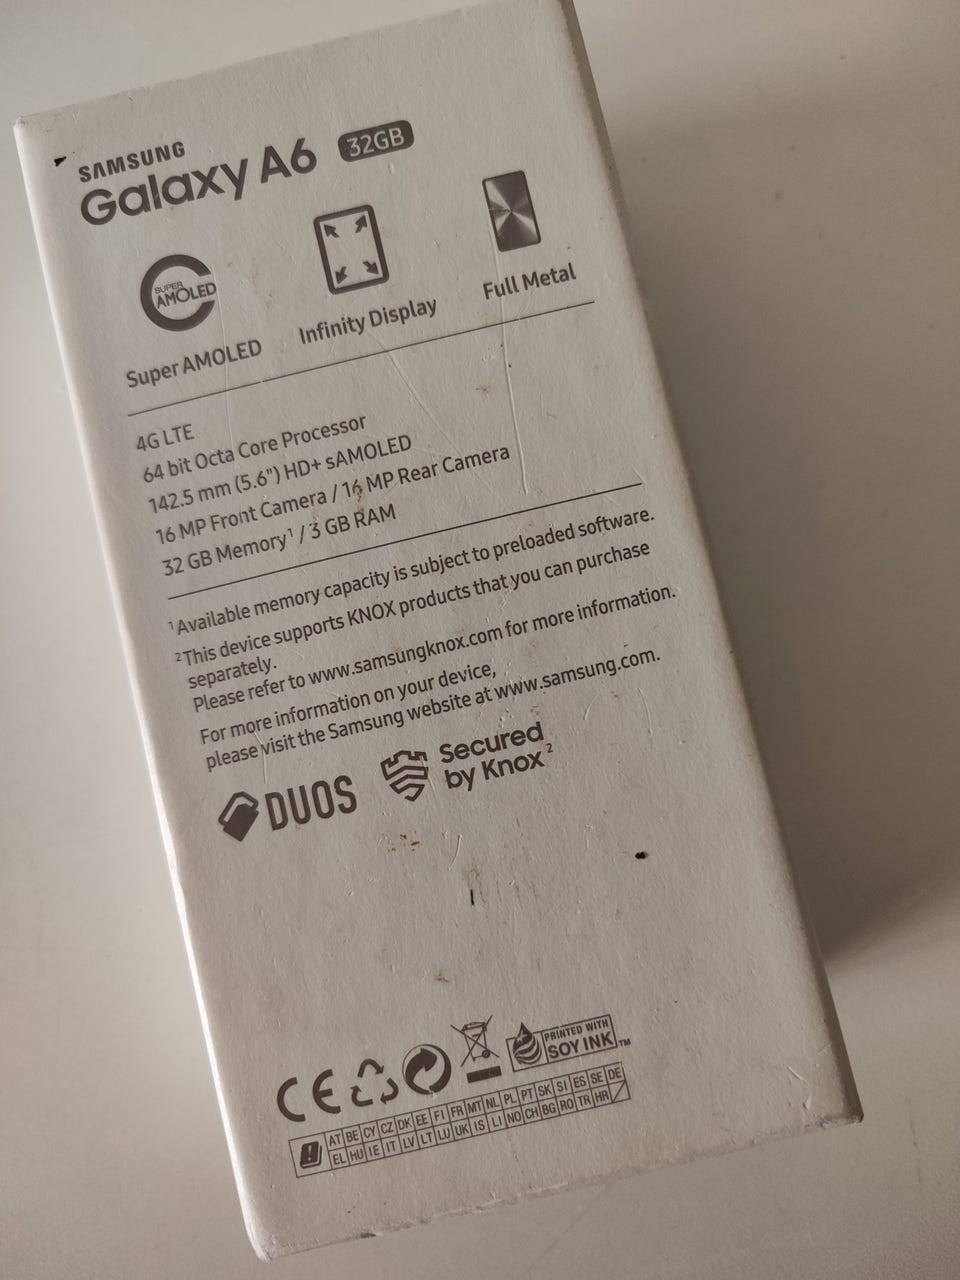 SAMSUNG
Galaxy A6 32GB
SUPER
AMOLED
Super AMOLED
Infinity Display
Full Metal
4G LTE
64 bit Octa Core Processor
142.5 mm (5.6") HD+ sAMOLED
16 MP Front Camera / 16 MP Rear Camera
32 GB Memory¹ / 3 GB RAM
¹Available memory capacity is subject to preloaded software.
²This device supports KNOX products that you can purchase
separately.
Please refer to www.samsungknox.com for more information.
For more information on your device,
please visit the Samsung website at www.samsung.com.
DUOS
Secured
by Knox²
CE
PRINTED WITH
SOY INK™
AT BE CY CZ DK EE FI FR MT NL PL PT SK SI ES SE DE
EL HU IE IT LV LT LU UK IS LI NO CH BG RO TR HR